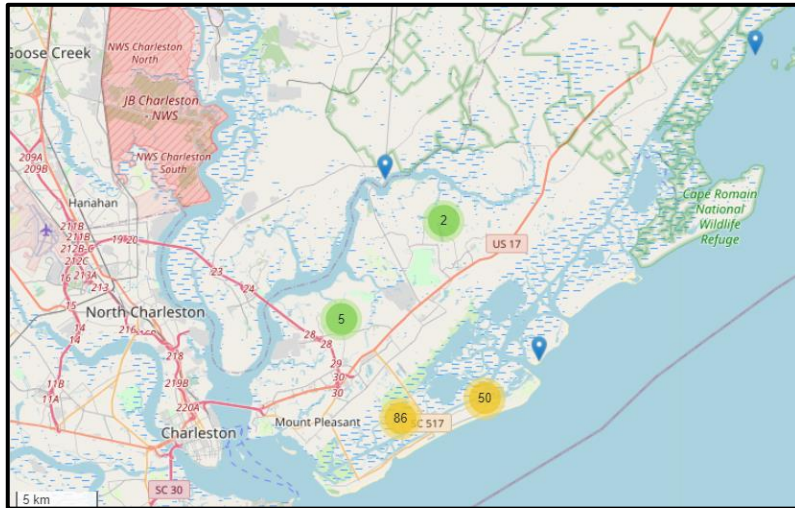 Goose Creek
NWS Charleston
North
JB Charleston
- NWS
NWS Charleston
South
209A
209B
Hanahan
211B
211B
212B-G
212C
213A
213
16
15
14
14
216
19 20
23
24
28
28
29
30
30
North Charleston
218
219B
220A
11B
11A
Charleston
SC 30
Mount Pleasant
SC 517
US 17
Cape Romain
National
Wildlife
Refuge
2
5
86
50
5 km